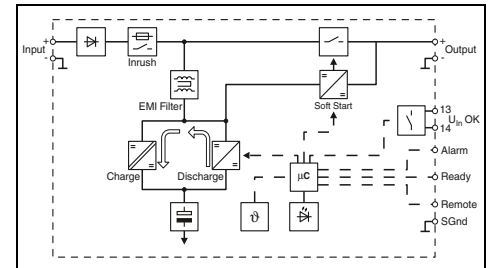 +
Input
-
Inrush
+
Output
-
EMI Filter
Soft Start
13
U_in OK
14
Charge
Discharge
µC
ϑ
Alarm
Ready
Remote
SGnd